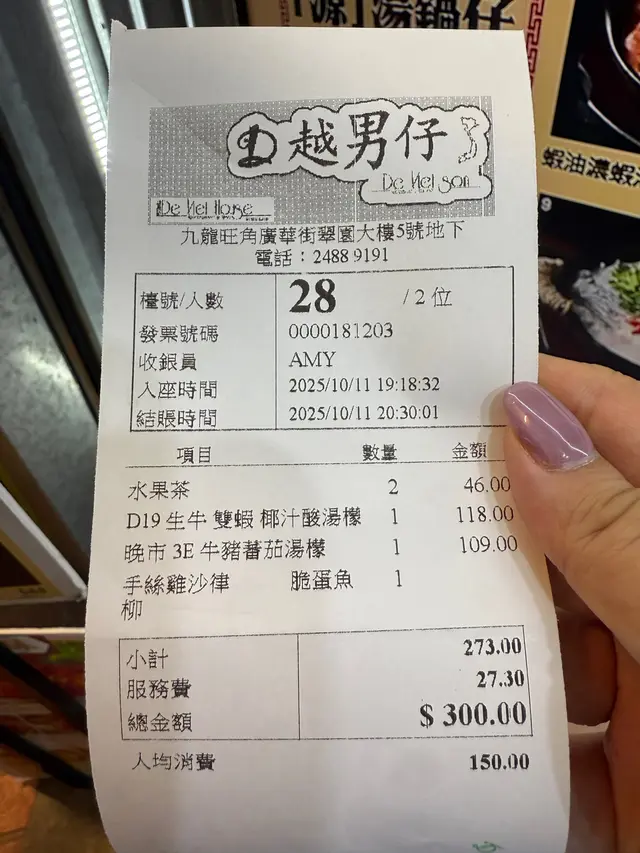 源 湯鍋仔
蝦油濃蝦
9
D 越男仔
De Nei Son
De Nei House
九龍旺角廣華街翠園大樓5號地下
電話：2488 9191
檯號/人數 28 /2 位
發票號碼 0000181203
收銀員 AMY
入座時間 2025/10/11 19:18:32
結賬時間 2025/10/11 20:30:01
項目 數量 金額
水果茶 2 46.00
D19 生牛 雙蝦 椰汁酸湯檬 1 118.00
晚市 3E 牛豬蕃茄湯檬 1 109.00
手絲雞沙律 脆蛋魚 1
柳
小計 273.00
服務費 27.30
總金額 $ 300.00
人均消費 150.00